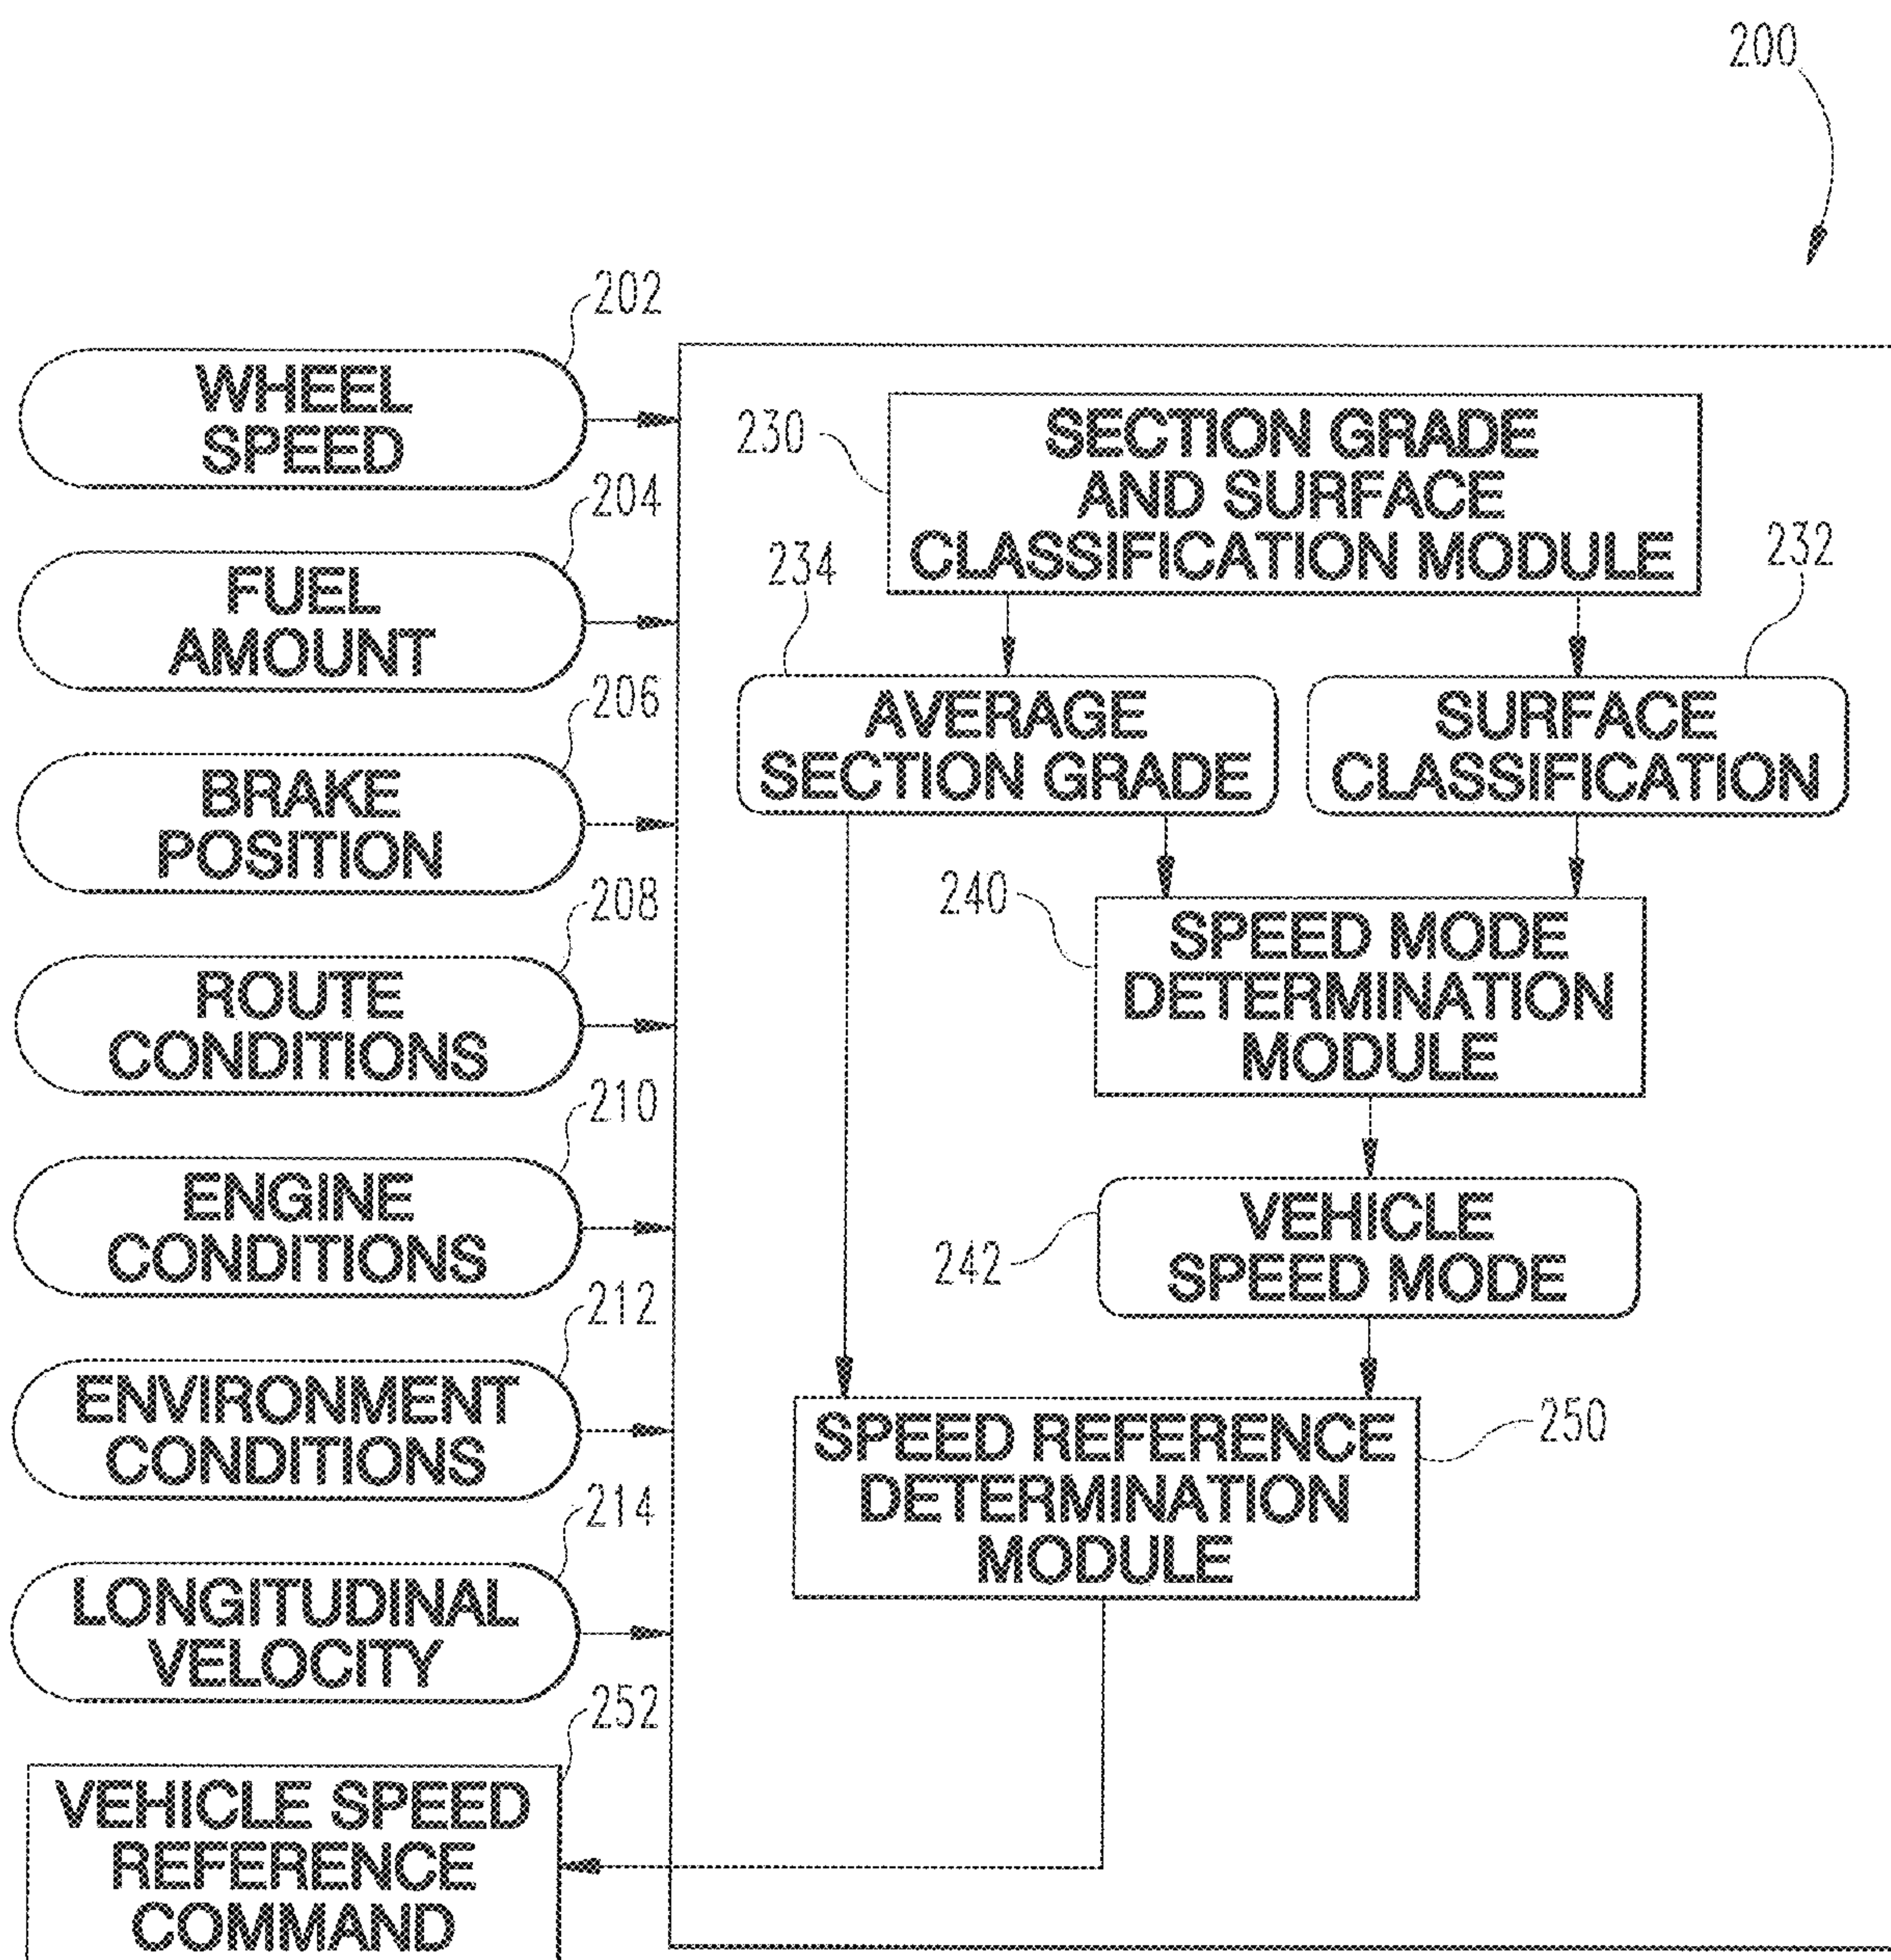 200
202
WHEEL
SPEED
204
FUEL
AMOUNT
206
BRAKE
POSITION
208
ROUTE
CONDITIONS
210
ENGINE
CONDITIONS
212
ENVIRONMENT
CONDITIONS
214
LONGITUDINAL
VELOCITY
252
VEHICLE SPEED
REFERENCE
COMMAND
230
SECTION GRADE
AND SURFACE
CLASSIFICATION MODULE
234
AVERAGE
SECTION GRADE
232
SURFACE
CLASSIFICATION
240
SPEED MODE
DETERMINATION
MODULE
242
VEHICLE
SPEED MODE
250
SPEED REFERENCE
DETERMINATION
MODULE